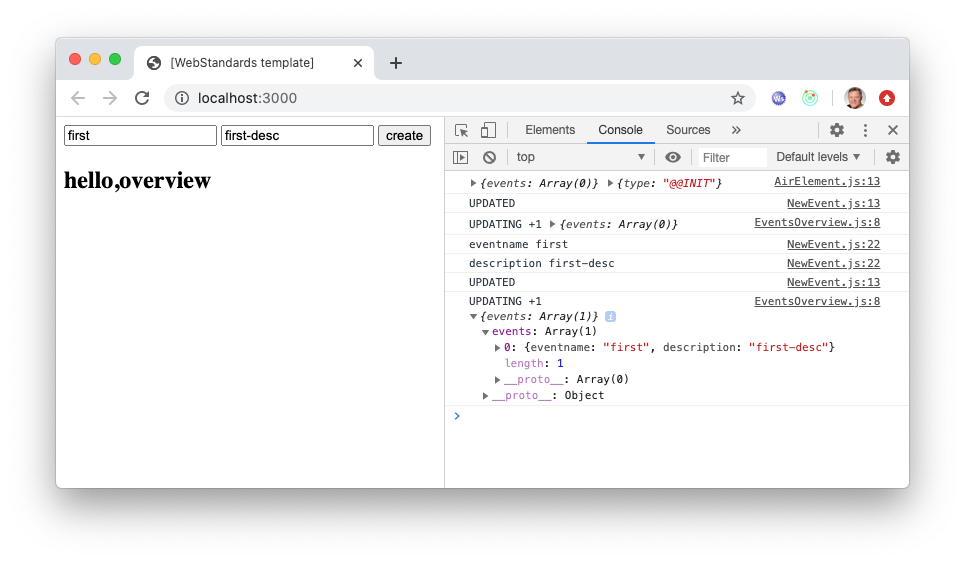 [WebStandards template]
localhost:3000
first first-desc create
hello,overview
Elements Console Sources »
top Filter Default levels
{events: Array(0)} {type: "@@INIT"} AirElement.js:13
UPDATED NewEvent.js:13
UPDATING +1 {events: Array(0)} EventsOverview.js:8
eventname first NewEvent.js:22
description first-desc NewEvent.js:22
UPDATED NewEvent.js:13
UPDATING +1 EventsOverview.js:8
{events: Array(1)} i
events: Array(1)
0: {eventname: "first", description: "first-desc"}
length: 1
__proto__: Array(0)
__proto__: Object